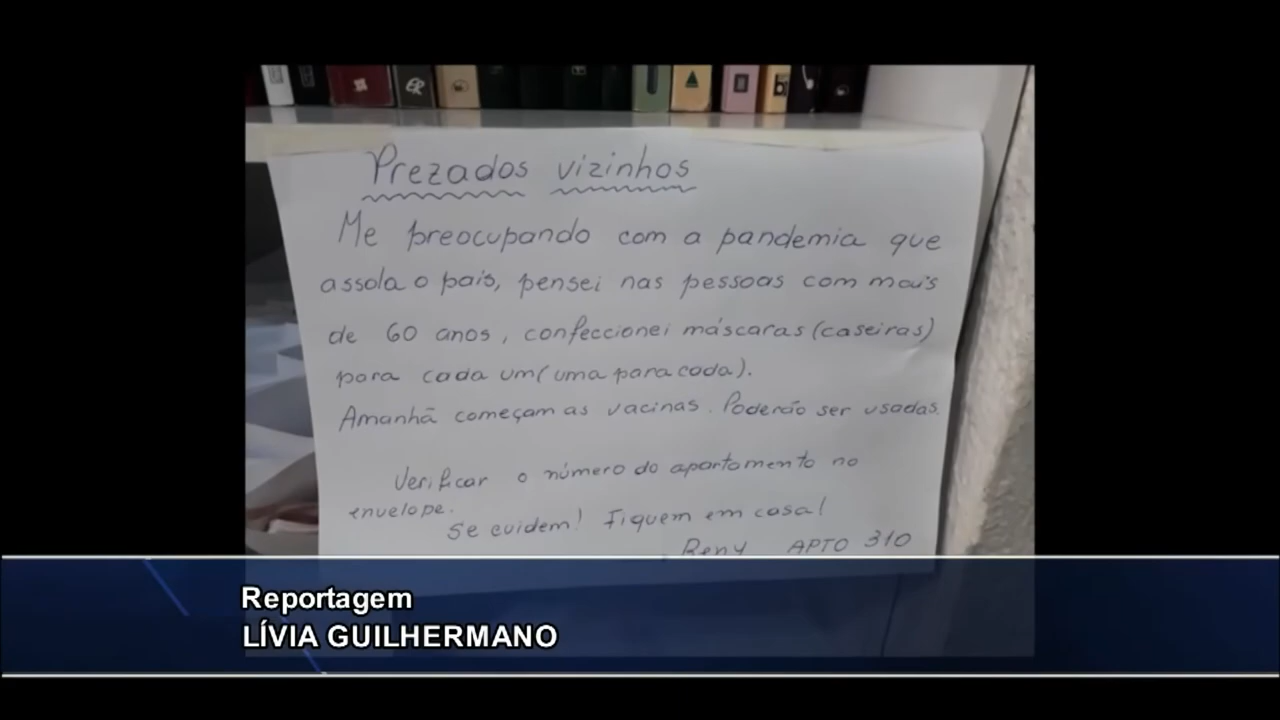 ER
Prezados vizinhos
Me preocupando com a pandemia que
assola o país, pensei nas pessoas com mais
de 60 anos, confeccionei máscaras (caseiras)
para cada um (uma para cada).
Amanhã começam as vacinas. Poderão ser usadas.
Verificar o número do apartamento no
envelope.
Se cuidem! Fiquem em casa!
Reny APTO 310
Reportagem
LÍVIA GUILHERMANO